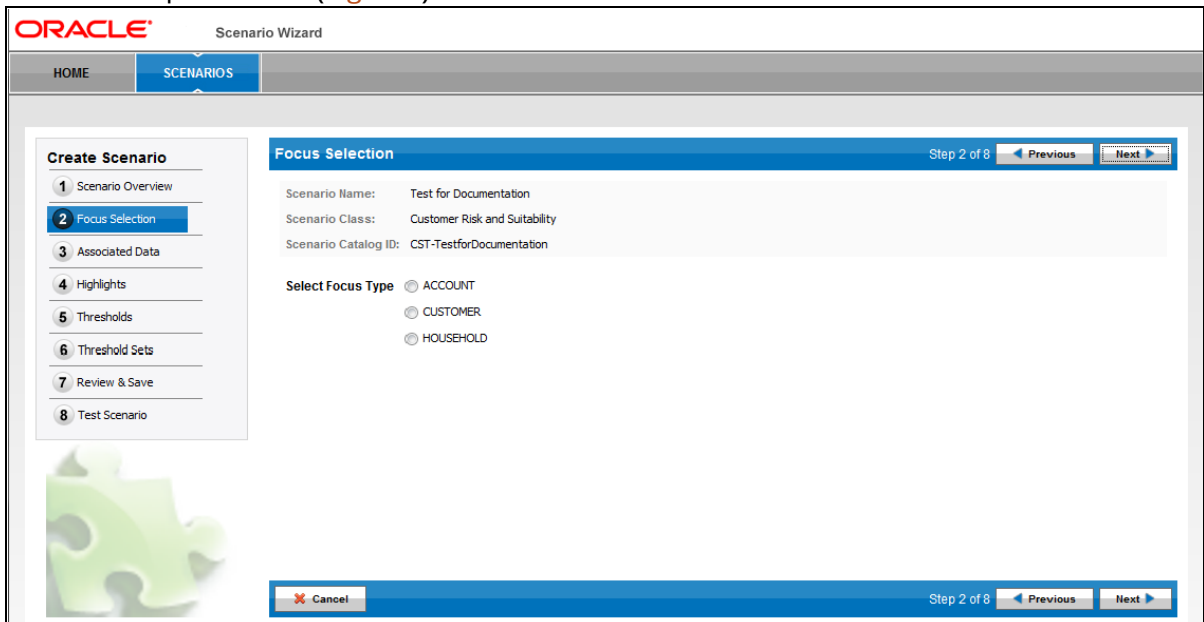 ORACLE® Scenario Wizard
HOME SCENARIOS
Create Scenario
1 Scenario Overview
2 Focus Selection
3 Associated Data
4 Highlights
5 Thresholds
6 Threshold Sets
7 Review & Save
8 Test Scenario
Focus Selection Step 2 of 8 Previous Next
Scenario Name: Test for Documentation
Scenario Class: Customer Risk and Suitability
Scenario Catalog ID: CST-TestforDocumentation
Select Focus Type ACCOUNT
CUSTOMER
HOUSEHOLD
Cancel Step 2 of 8 Previous Next